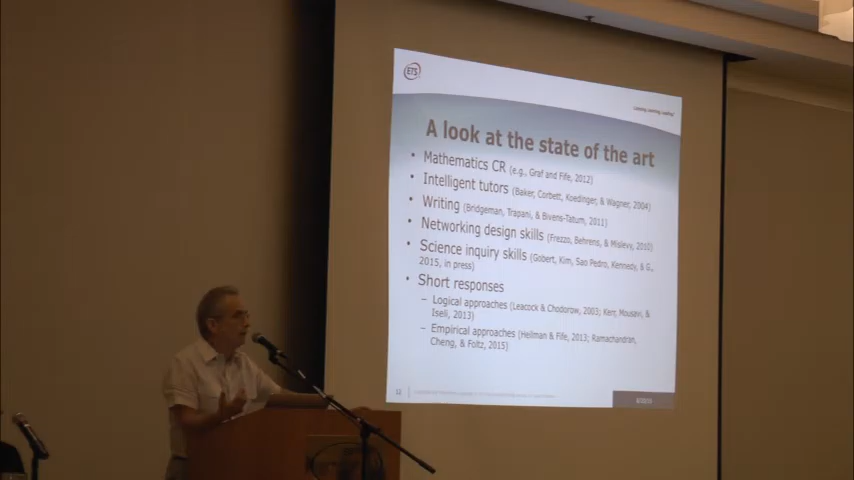 ETS
A look at the state of the art
• Mathematics CR (e.g., Graf and Fife, 2012)
• Intelligent tutors (Baker, Corbett, Koedinger, & Wagner, 2004)
• Writing (Bridgeman, Trapani, & Bivens-Tatum, 2011)
• Networking design skills (Frezzo, Behrens, & Mislevy, 2010)
• Science inquiry skills (Gobert, Kim, Sao Pedro, Kennedy, & G.,
2015, in press)
• Short responses
– Logical approaches (Leacock & Chodorow, 2003; Kerr, Mousavi, &
Iseli, 2013)
– Empirical approaches (Heilman & Fife, 2013; Ramachandran,
Cheng, & Foltz, 2015)
12